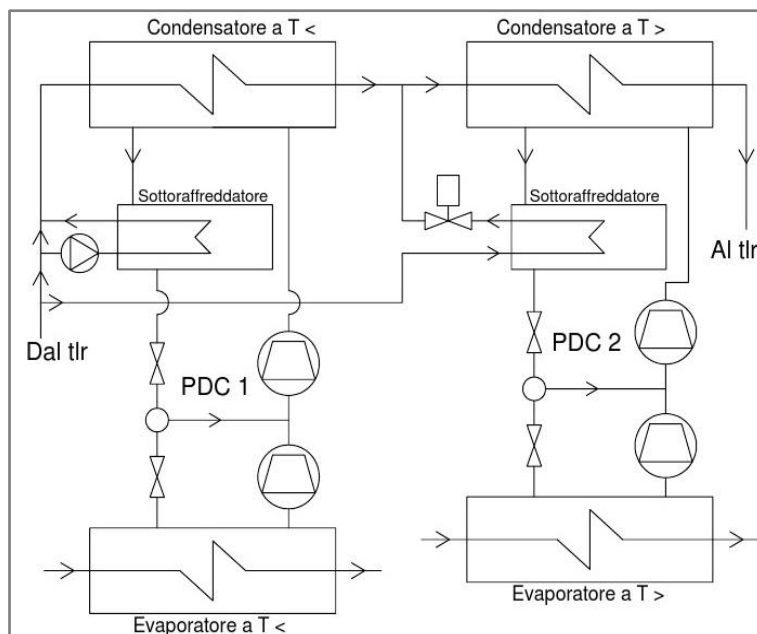 Condensatore a T <
Condensatore a T >
Sottoraffreddatore
Sottoraffreddatore
Al tlr
Dal tlr
PDC 1
PDC 2
Evaporatore a T <
Evaporatore a T >